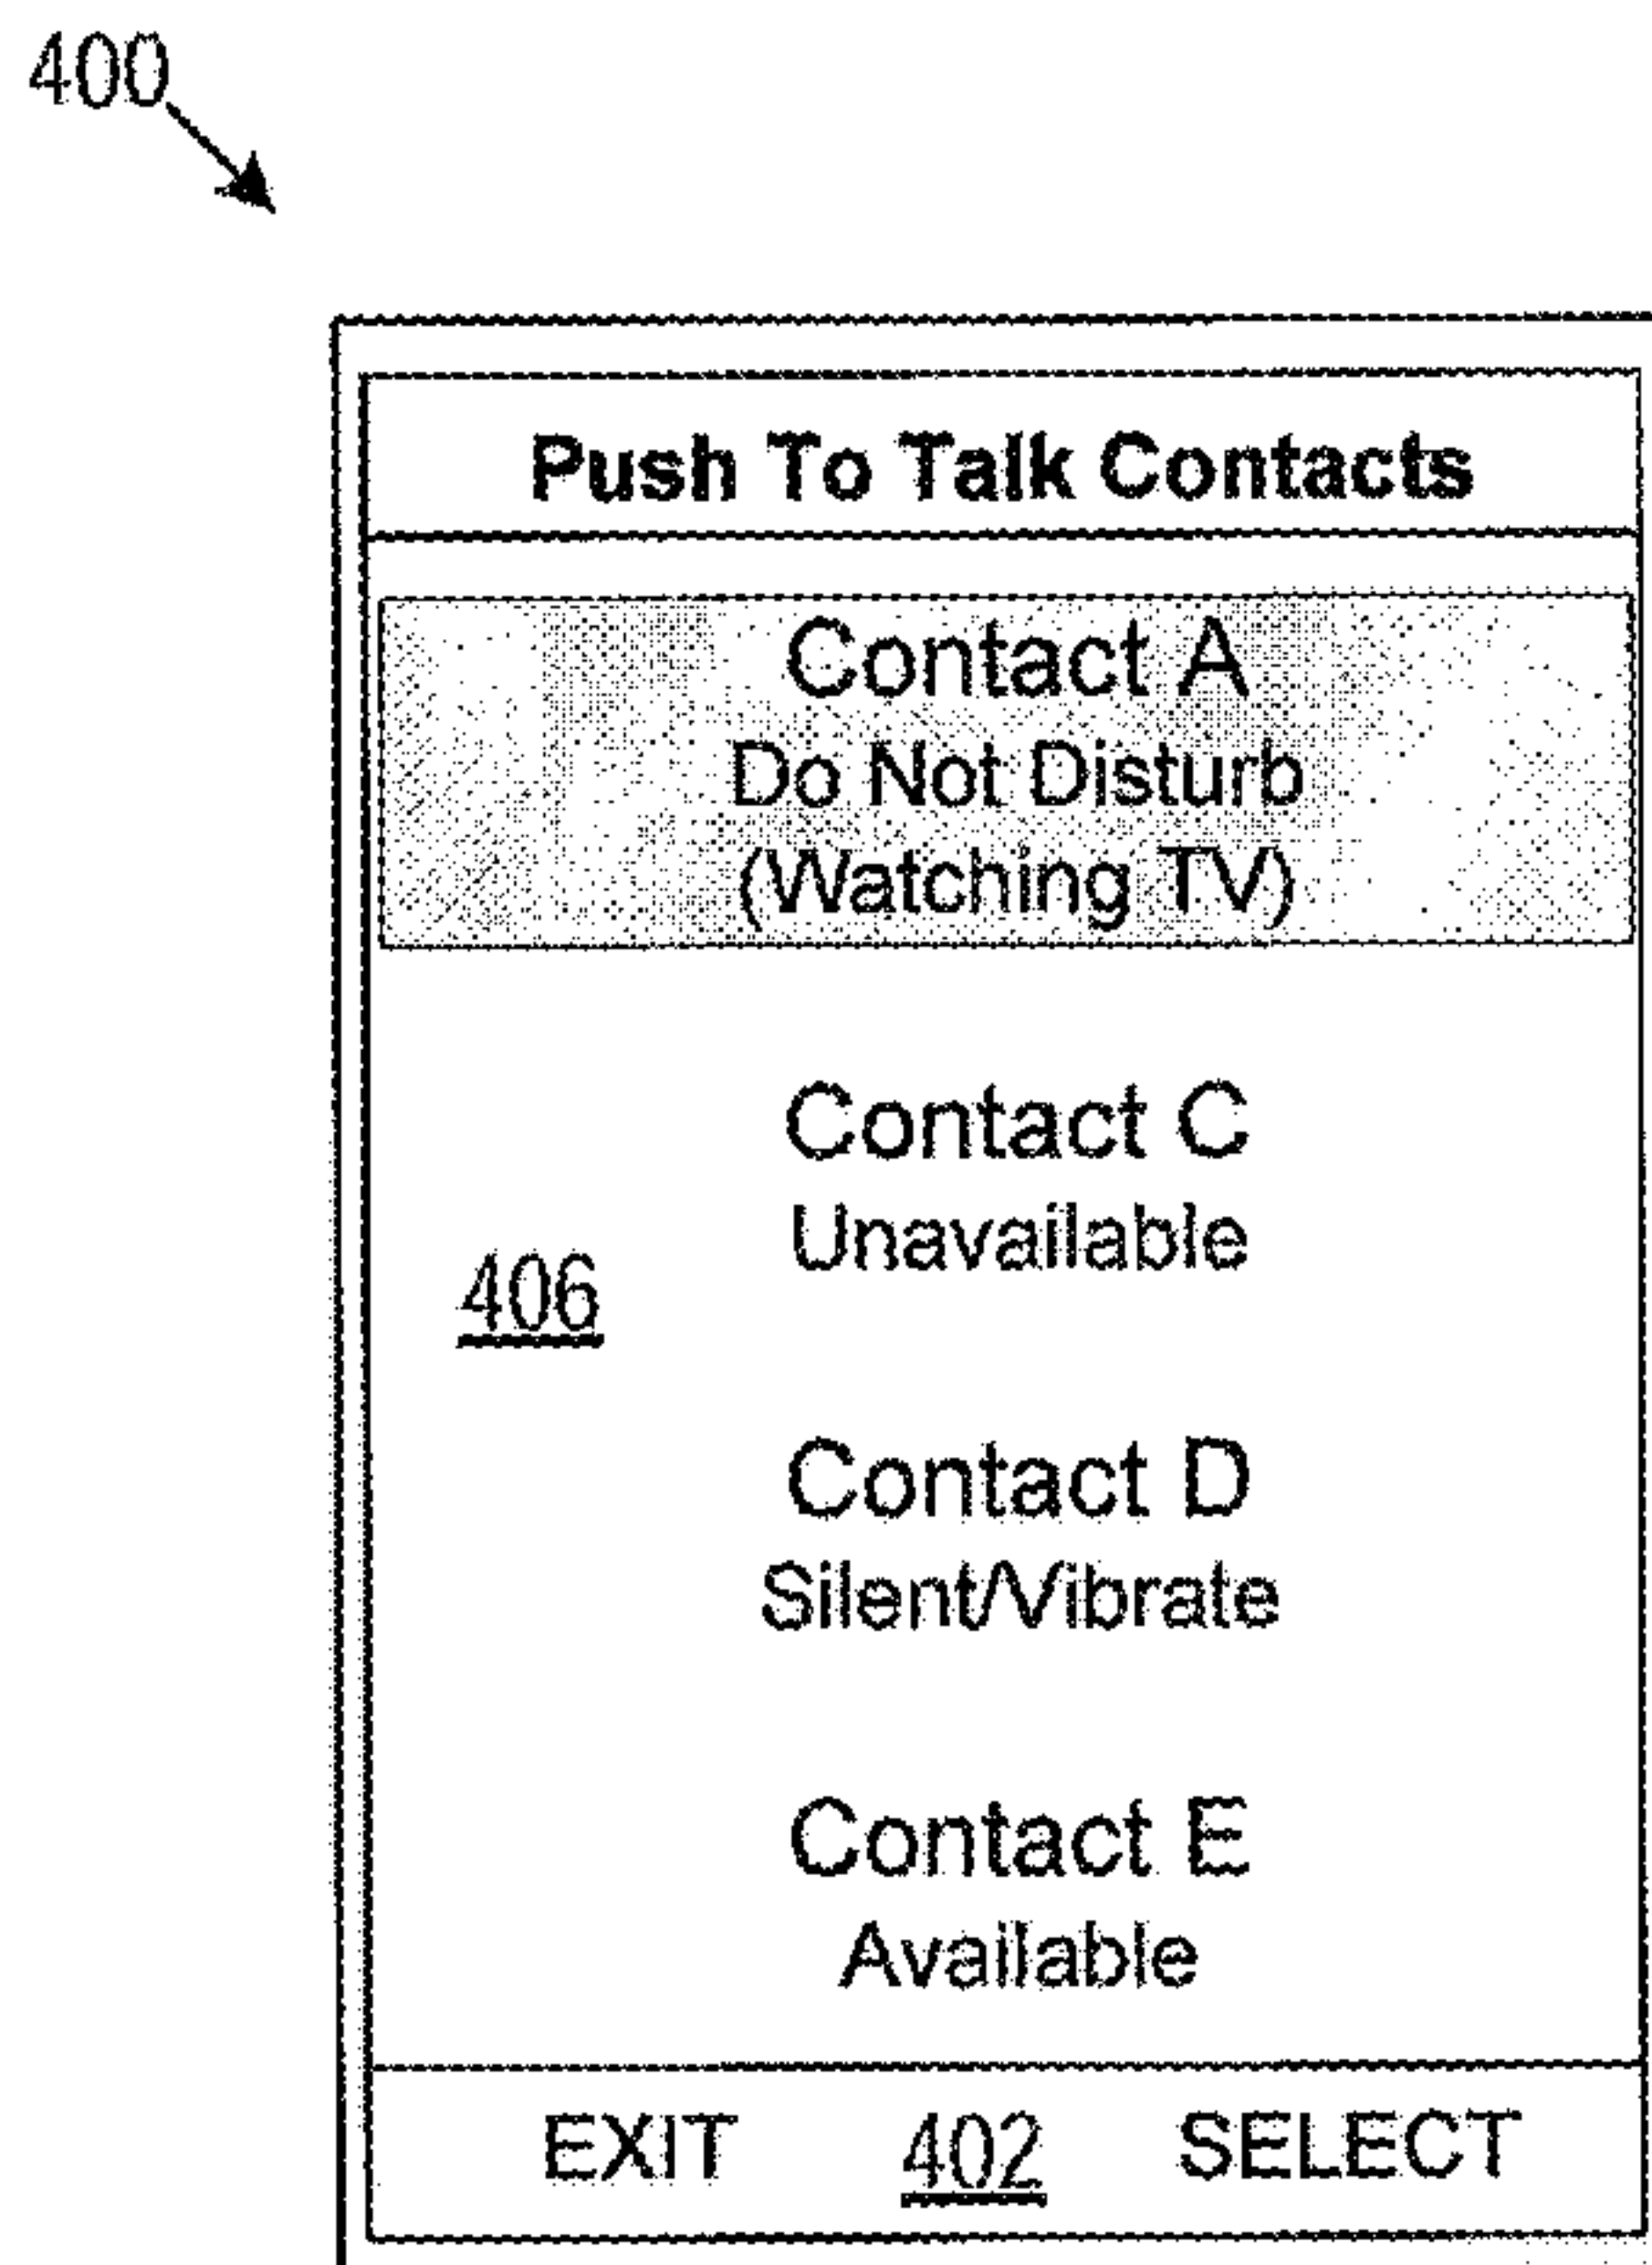 400
Push To Talk Contacts
Contact A
Do Not Disturb
(Watching TV)
Contact C
Unavailable
406
Contact D
Silent/Vibrate
Contact E
Available
EXIT 402 SELECT